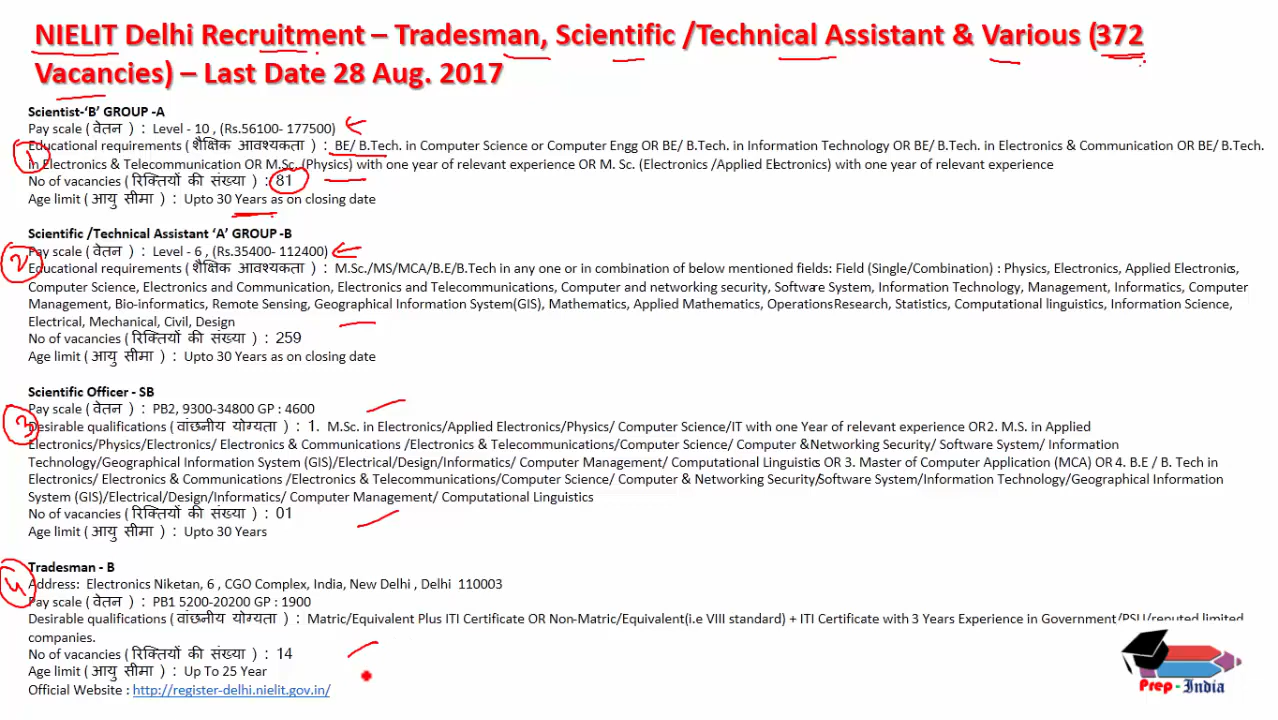 NIELIT Delhi Recruitment – Tradesman, Scientific /Technical Assistant & Various (372
Vacancies) – Last Date 28 Aug. 2017
Scientist-‘B’ GROUP -A
Pay scale ( वेतन ) : Level - 10 , (Rs.56100- 177500)
1
Educational requirements ( शैक्षिक आवश्यकता ) : BE/ B.Tech. in Computer Science or Computer Engg OR BE/ B.Tech. in Information Technology OR BE/ B.Tech. in Electronics & Communication OR BE/ B.Tech.
in Electronics & Telecommunication OR M.Sc. (Physics) with one year of relevant experience OR M. Sc. (Electronics /Applied Electronics) with one year of relevant experience
No of vacancies ( रिक्तियों की संख्या ) : 81
Age limit ( आयु सीमा ) : Upto 30 Years as on closing date
Scientific /Technical Assistant ‘A’ GROUP -B
Pay scale ( वेतन ) : Level - 6 , (Rs.35400- 112400)
2
Educational requirements ( शैक्षिक आवश्यकता ) : M.Sc./MS/MCA/B.E/B.Tech in any one or in combination of below mentioned fields: Field (Single/Combination) : Physics, Electronics, Applied Electronics,
Computer Science, Electronics and Communication, Electronics and Telecommunications, Computer and networking security, Software System, Information Technology, Management, Informatics, Computer
Management, Bio-informatics, Remote Sensing, Geographical Information System(GIS), Mathematics, Applied Mathematics, Operations Research, Statistics, Computational linguistics, Information Science,
Electrical, Mechanical, Civil, Design
No of vacancies ( रिक्तियों की संख्या ) : 259
Age limit ( आयु सीमा ) : Upto 30 Years as on closing date
Scientific Officer - SB
Pay scale ( वेतन ) : PB2, 9300-34800 GP : 4600
3
Desirable qualifications ( वांछनीय योग्यता ) : 1. M.Sc. in Electronics/Applied Electronics/Physics/ Computer Science/IT with one Year of relevant experience OR2. M.S. in Applied
Electronics/Physics/Electronics/ Electronics & Communications /Electronics & Telecommunications/Computer Science/ Computer & Networking Security/ Software System/ Information
Technology/Geographical Information System (GIS)/Electrical/Design/Informatics/ Computer Management/ Computational Linguistics OR 3. Master of Computer Application (MCA) OR 4. B.E / B. Tech in
Electronics/ Electronics & Communications /Electronics & Telecommunications/Computer Science/ Computer & Networking Security/Software System/Information Technology/Geographical Information
System (GIS)/Electrical/Design/Informatics/ Computer Management/ Computational Linguistics
No of vacancies ( रिक्तियों की संख्या ) : 01
Age limit ( आयु सीमा ) : Upto 30 Years
Tradesman - B
4
Address: Electronics Niketan, 6 , CGO Complex, India, New Delhi , Delhi 110003
Pay scale ( वेतन ) : PB1 5200-20200 GP : 1900
Desirable qualifications ( वांछनीय योग्यता ) : Matric/Equivalent Plus ITI Certificate OR Non-Matric/Equivalent(i.e VIII standard) + ITI Certificate with 3 Years Experience in Government/PSU/reputed limited
companies.
No of vacancies ( रिक्तियों की संख्या ) : 14
Age limit ( आयु सीमा ) : Up To 25 Year
Official Website : http://register-delhi.nielit.gov.in/
Prep - India